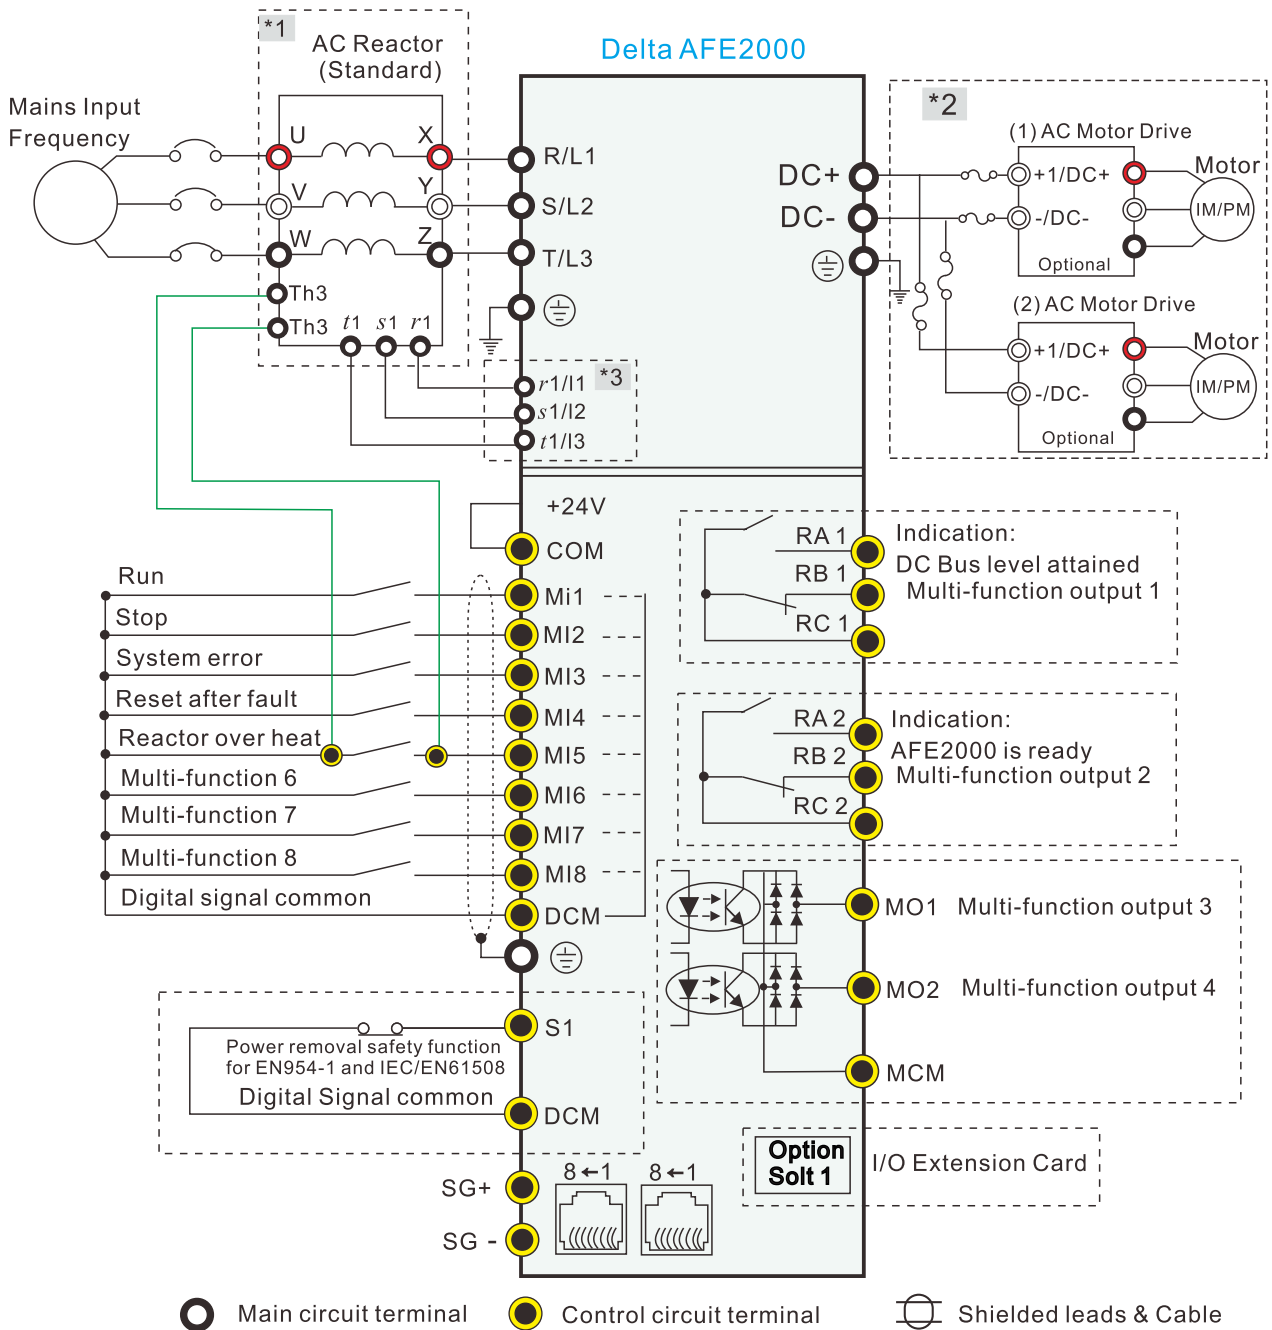 Delta AFE2000
*1
AC Reactor
(Standard)
Mains Input
Frequency
U
X
V
Y
W
Z
Th3
Th3
t1
s1
r1
R/L1
S/L2
T/L3
r1/l1
s1/l2
t1/l3
*3
DC+
DC-
*2
(1) AC Motor Drive
+1/DC+
-/DC-
Optional
Motor
IM/PM
(2) AC Motor Drive
+1/DC+
-/DC-
Optional
Motor
IM/PM
+24V
COM
Run
Mi1
Stop
MI2
System error
MI3
Reset after fault
MI4
Reactor over heat
MI5
Multi-function 6
MI6
Multi-function 7
MI7
Multi-function 8
MI8
Digital signal common
DCM
RA 1
RB 1
RC 1
Indication:
DC Bus level attained
Multi-function output 1
RA 2
RB 2
RC 2
Indication:
AFE2000 is ready
Multi-function output 2
MO1
Multi-function output 3
MO2
Multi-function output 4
MCM
S1
Power removal safety function
for EN954-1 and IEC/EN61508
Digital Signal common
DCM
Option
Solt 1
I/O Extension Card
SG+
SG -
8←1
8←1
Main circuit terminal
Control circuit terminal
Shielded leads & Cable